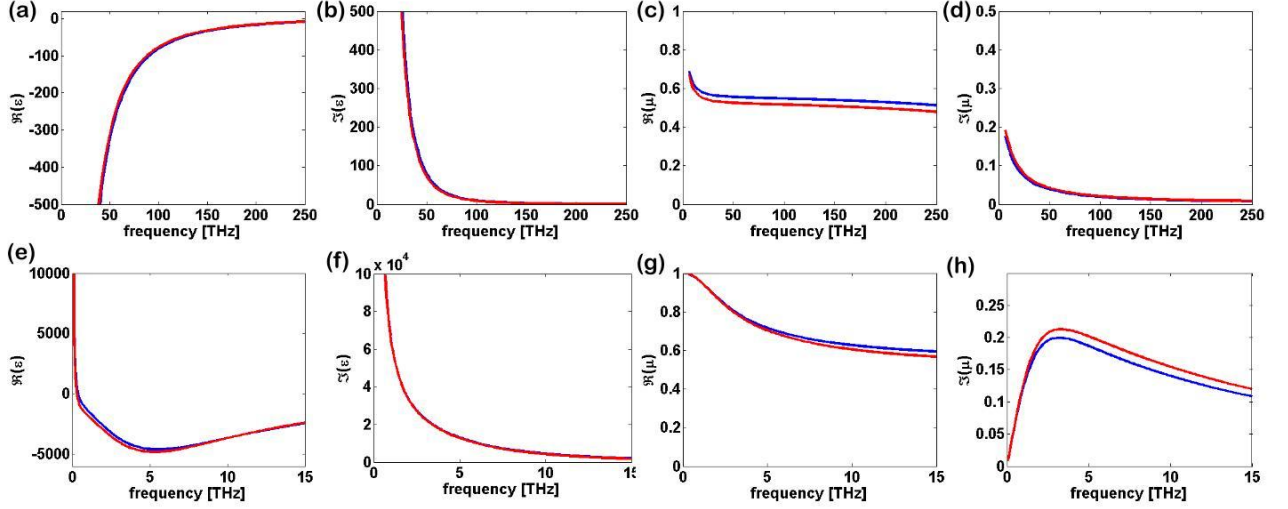 (a)
0
-100
-200
-300
-400
-500
ℜ(ε)
0 50 100 150 200 250
frequency [THz]
(b)
500
400
300
200
100
0
ℑ(ε)
0 50 100 150 200 250
frequency [THz]
(c)
1
0.8
0.6
0.4
0.2
0
ℜ(μ)
0 50 100 150 200 250
frequency [THz]
(d)
0.5
0.4
0.3
0.2
0.1
0
ℑ(μ)
0 50 100 150 200 250
frequency [THz]
(e)
10000
5000
0
-5000
ℜ(ε)
0 5 10 15
frequency [THz]
(f)
x 10⁴
10
8
6
4
2
0
ℑ(ε)
0 5 10 15
frequency [THz]
(g)
1
0.8
0.6
0.4
0.2
0
ℜ(μ)
0 5 10 15
frequency [THz]
(h)
0.25
0.2
0.15
0.1
0.05
0
ℑ(μ)
0 5 10 15
frequency [THz]